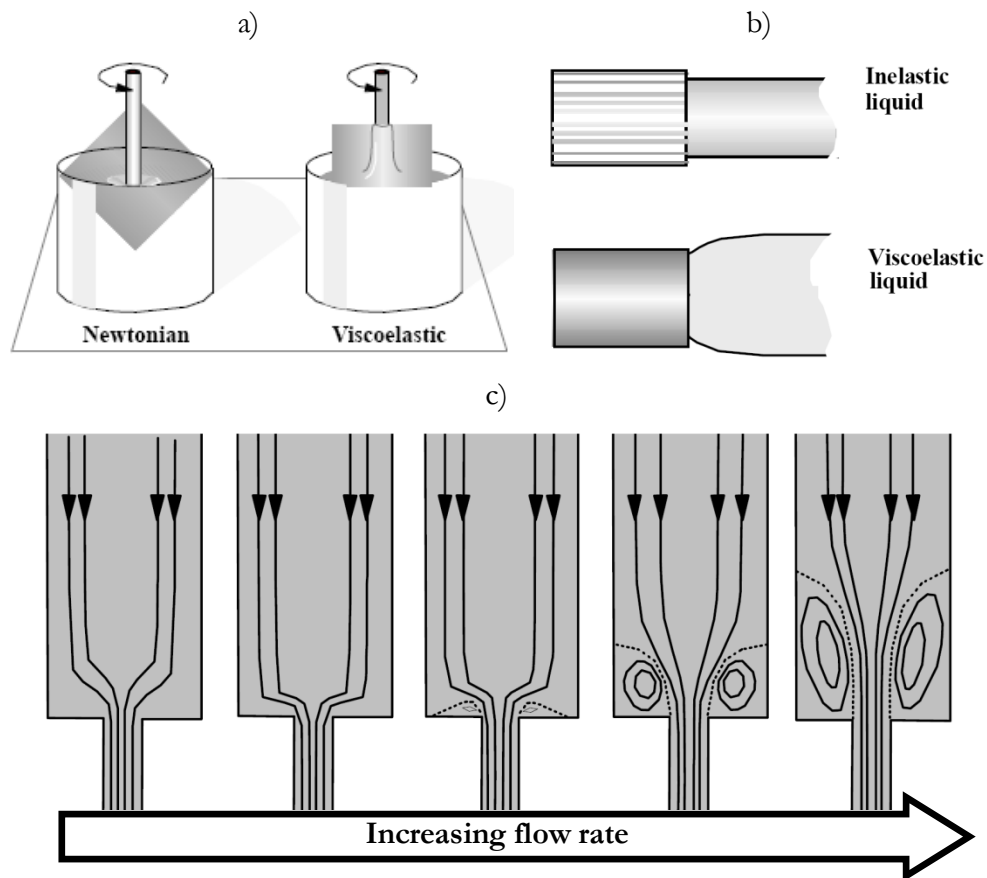 a)
b)
Inelastic
liquid
Newtonian
Viscoelastic
Viscoelastic
liquid
c)
Increasing flow rate